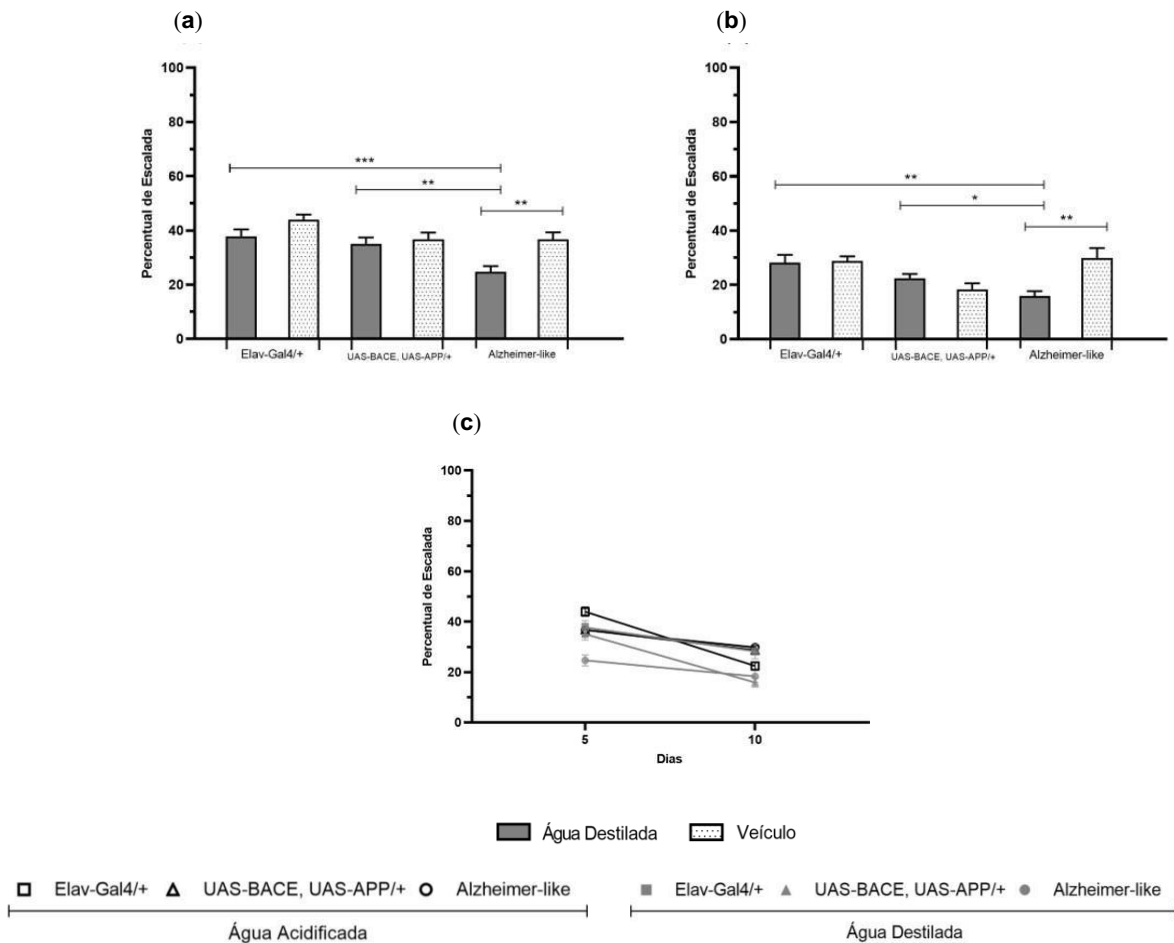 (a)
(b)
Percentual de Escalada
100
80
60
40
20
0
***
**
**
Elav-Gal4/+
UAS-BACE, UAS-APP/+
Alzheimer-like
Percentual de Escalada
100
80
60
40
20
0
**
*
**
Elav-Gal4/+
UAS-BACE, UAS-APP/+
Alzheimer-like
(c)
Percentual de Escalada
100
80
60
40
20
0
5
10
Dias
Água Destilada
Veículo
Elav-Gal4/+ UAS-BACE, UAS-APP/+ Alzheimer-like
Água Acidificada
Elav-Gal4/+ UAS-BACE, UAS-APP/+ Alzheimer-like
Água Destilada